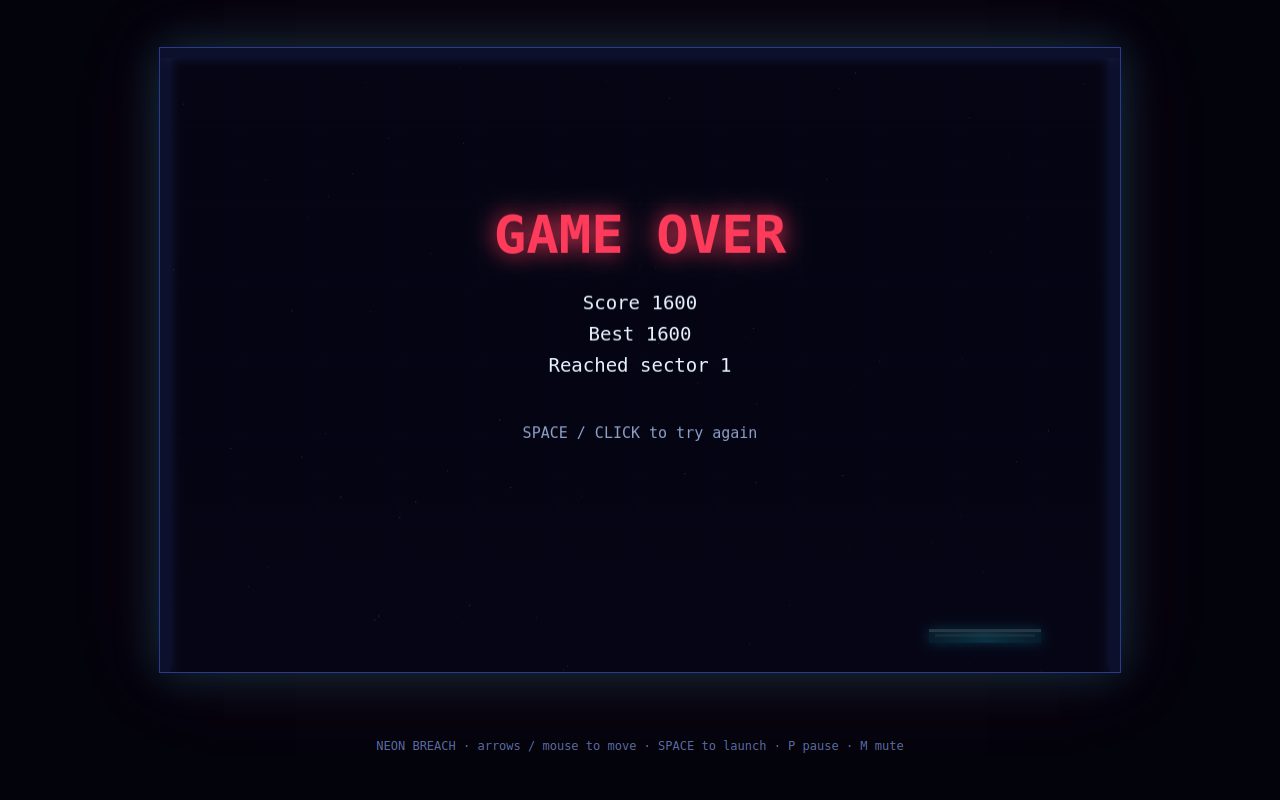 GAME OVER
Score 1600
Best 1600
Reached sector 1
SPACE / CLICK to try again
NEON BREACH · arrows / mouse to move · SPACE to launch · P pause · M mute